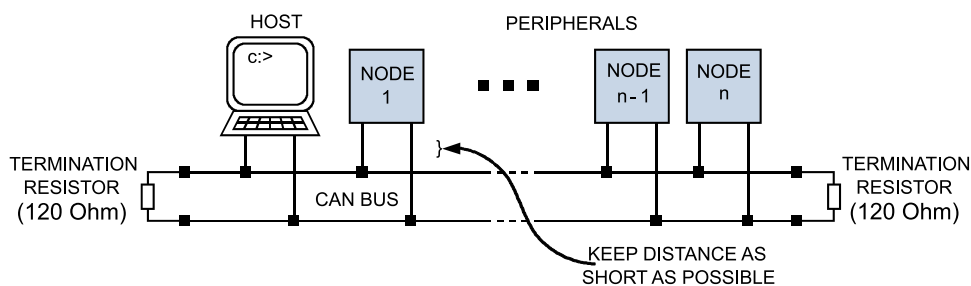 HOST
PERIPHERALS
c:>
NODE
1
NODE
n-1
NODE
n
}
TERMINATION
RESISTOR
(120 Ohm)
CAN BUS
TERMINATION
RESISTOR
(120 Ohm)
KEEP DISTANCE AS
SHORT AS POSSIBLE